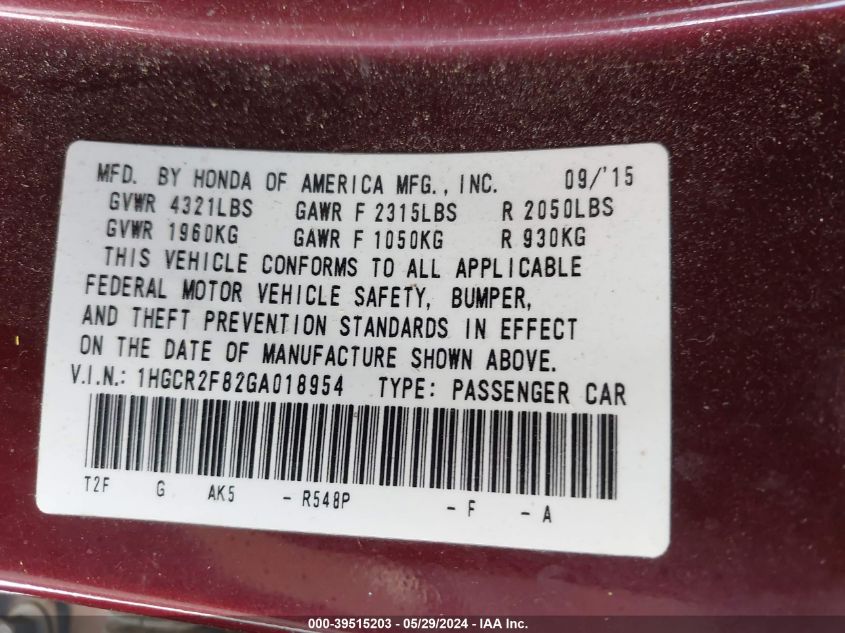 MFD. BY HONDA OF AMERICA MFG., INC. 09/'15
GVWR 4321LBS GAWR F 2315LBS R 2050LBS
GVWR 1960KG GAWR F 1050KG R 930KG
THIS VEHICLE CONFORMS TO ALL APPLICABLE
FEDERAL MOTOR VEHICLE SAFETY, BUMPER,
AND THEFT PREVENTION STANDARDS IN EFFECT
ON THE DATE OF MANUFACTURE SHOWN ABOVE.
V.I.N.: 1HGCR2F82GA018954 TYPE: PASSENGER CAR
T2F G AK5 - R548P - F - A
000-39515203 - 05/29/2024 - IAAI, Inc.